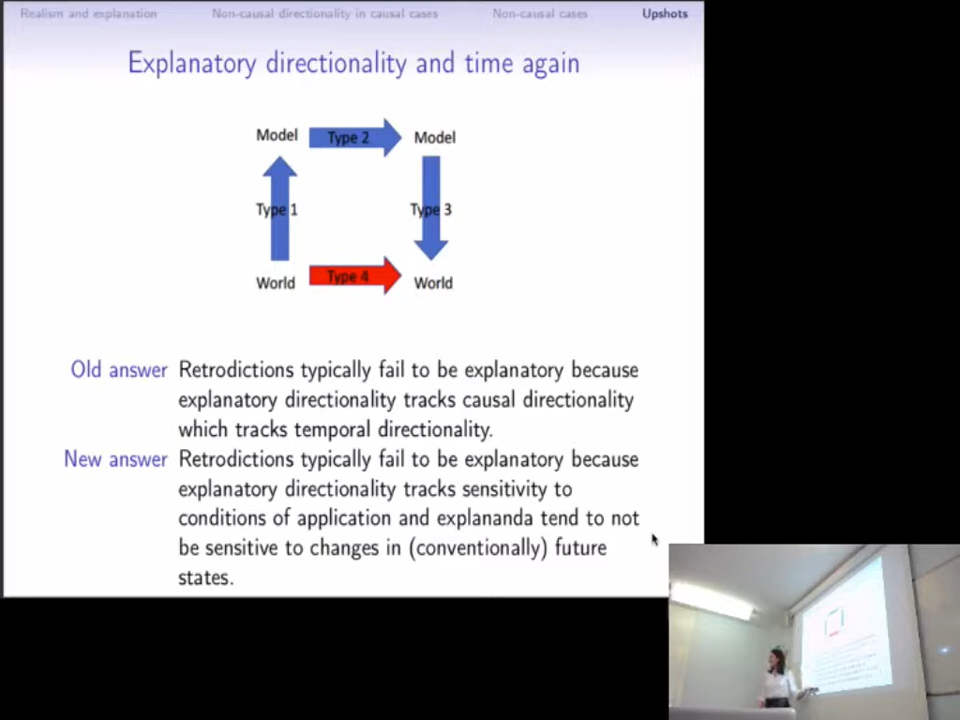 Realism and explanation Non-causal directionality in causal cases Non-causal cases Upshots
Explanatory directionality and time again
Model Type 2 Model
Type 1 Type 3
World Type 4 World
Old answer Retrodictions typically fail to be explanatory because
explanatory directionality tracks causal directionality
which tracks temporal directionality.
New answer Retrodictions typically fail to be explanatory because
explanatory directionality tracks sensitivity to
conditions of application and explananda tend to not
be sensitive to changes in (conventionally) future
states.